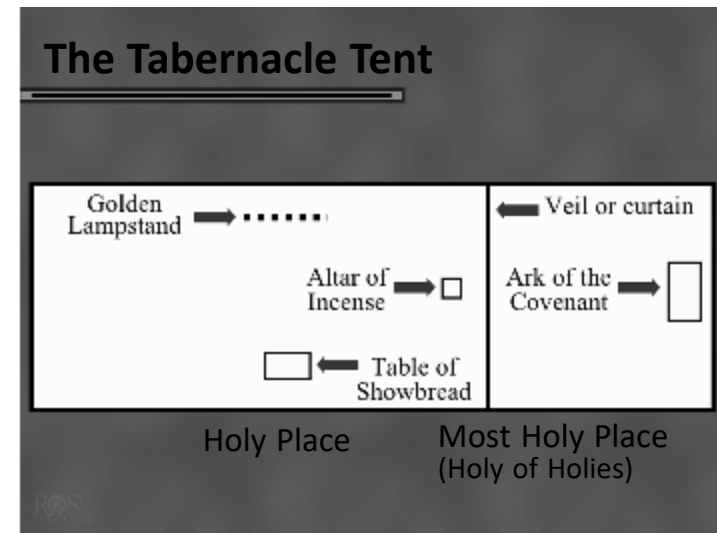 The Tabernacle Tent
Golden
Lampstand
Veil or curtain
Altar of
Incense
Ark of the
Covenant
Table of
Showbread
Holy Place
Most Holy Place
(Holy of Holies)
ROSE